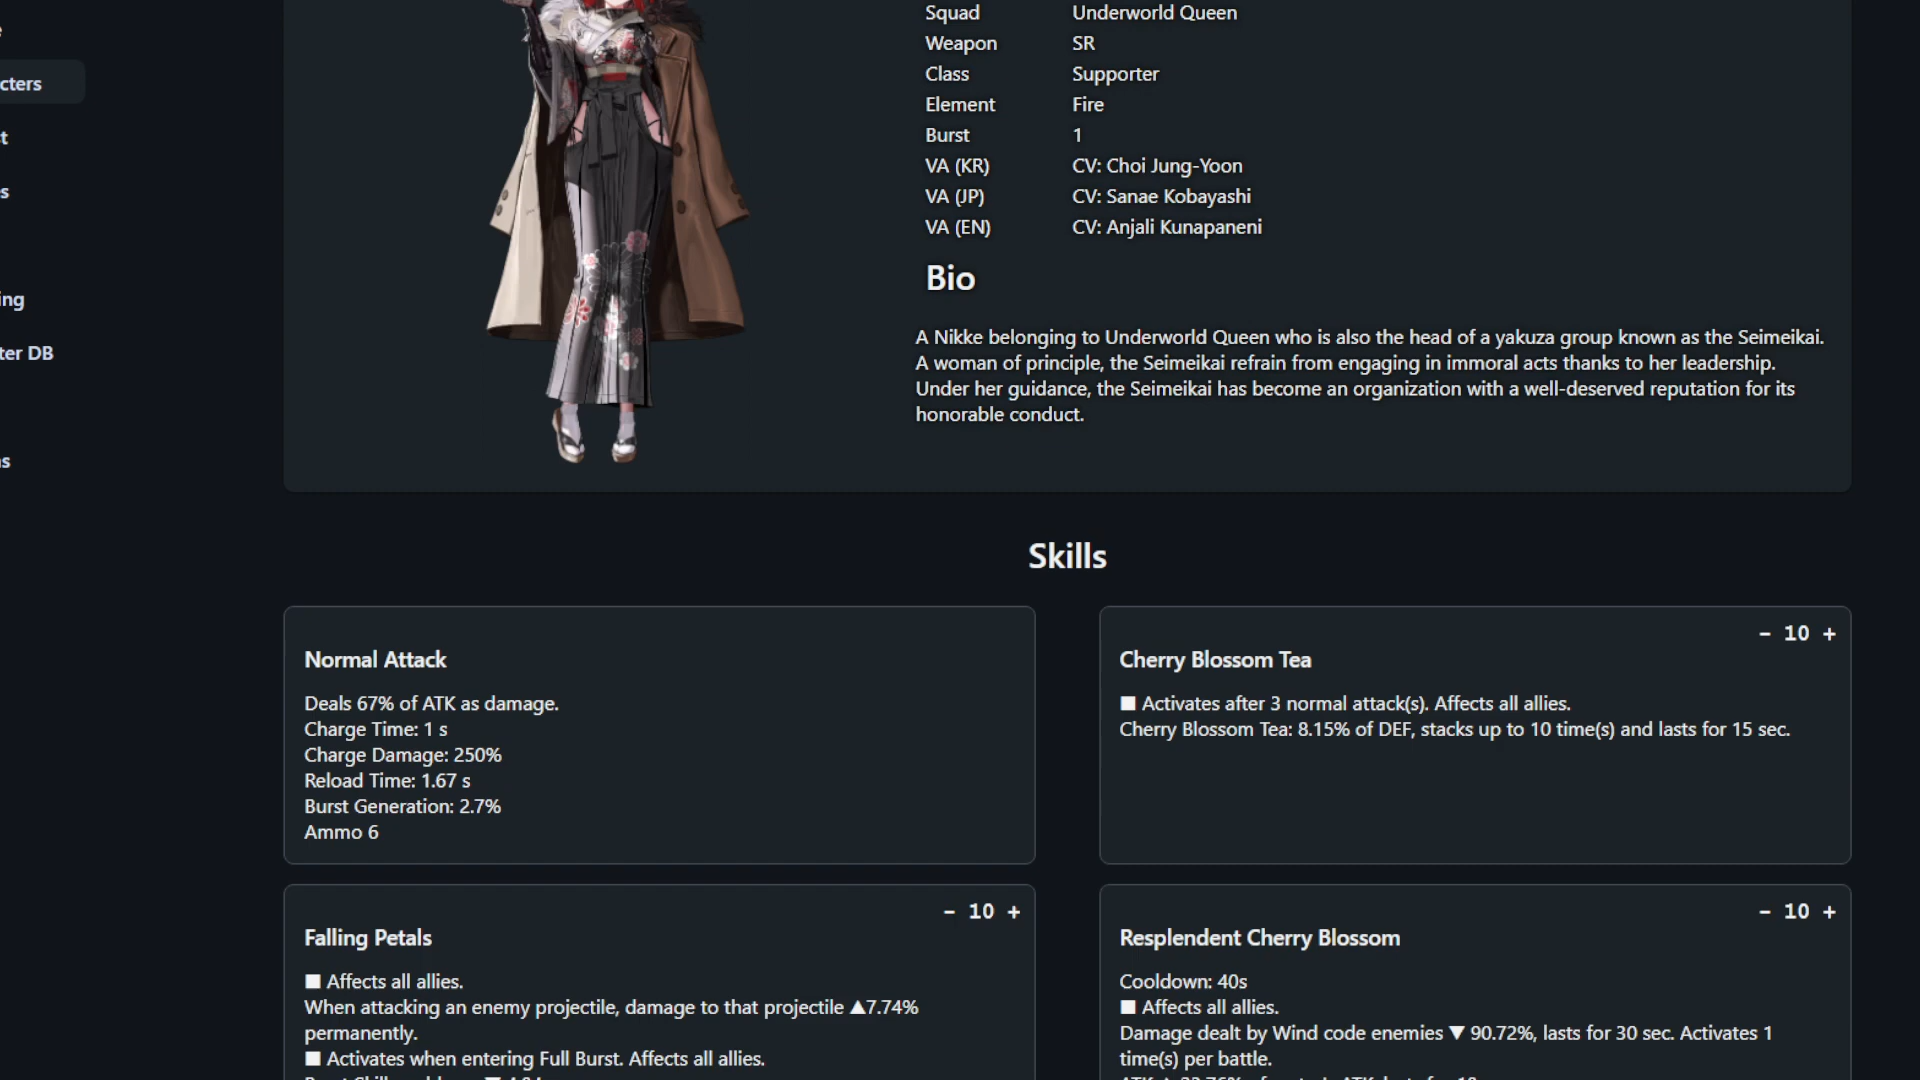 Squad Underworld Queen
Weapon SR
cters
Class Supporter
Element Fire
Burst 1
VA (KR) CV: Choi Jung-Yoon
VA (JP) CV: Sanae Kobayashi
VA (EN) CV: Anjali Kunapaneni
Bio
ing
A Nikke belonging to Underworld Queen who is also the head of a yakuza group known as the Seimeikai.
ter DB
A woman of principle, the Seimeikai refrain from engaging in immoral acts thanks to her leadership.
Under her guidance, the Seimeikai has become an organization with a well-deserved reputation for its
honorable conduct.
Skills
Normal Attack
Deals 67% of ATK as damage.
Charge Time: 1 s
Charge Damage: 250%
Reload Time: 1.67 s
Burst Generation: 2.7%
Ammo 6
- 10 +
Cherry Blossom Tea
■ Activates after 3 normal attack(s). Affects all allies.
Cherry Blossom Tea: 8.15% of DEF, stacks up to 10 time(s) and lasts for 15 sec.
- 10 +
Falling Petals
■ Affects all allies.
When attacking an enemy projectile, damage to that projectile ▲7.74%
permanently.
■ Activates when entering Full Burst. Affects all allies.
- 10 +
Resplendent Cherry Blossom
Cooldown: 40s
■ Affects all allies.
Damage dealt by Wind code enemies ▼ 90.72%, lasts for 30 sec. Activates 1
time(s) per battle.